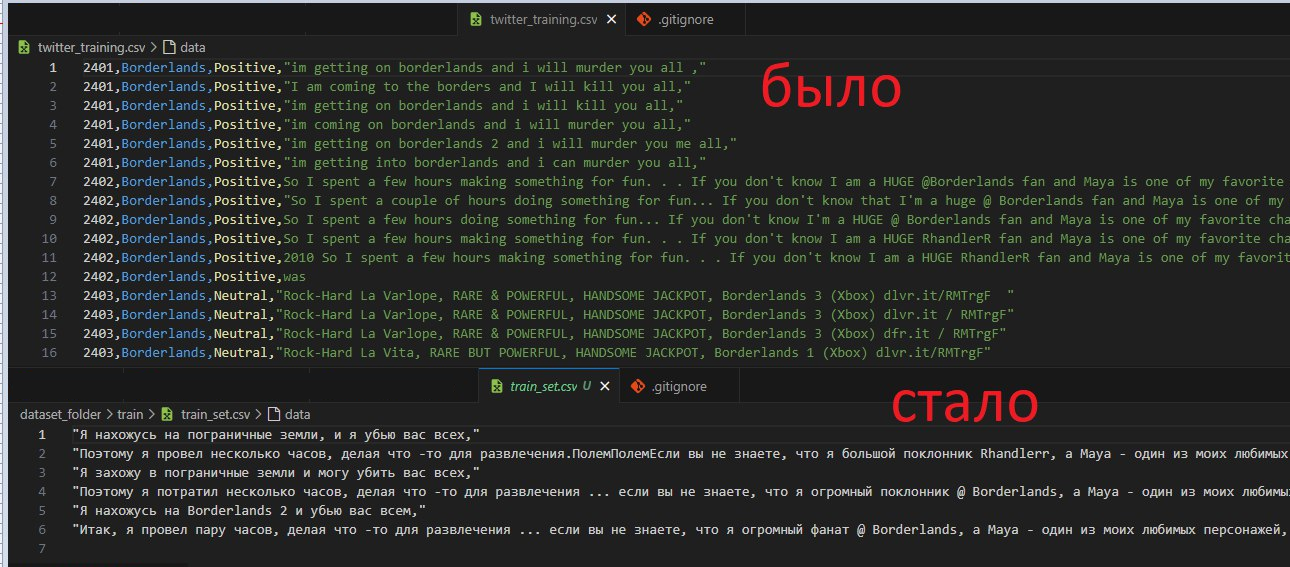 twitter_training.csv × .gitignore
twitter_training.csv > data
1 2401,Borderlands,Positive,"im getting on borderlands and i will murder you all ,"
2 2401,Borderlands,Positive,"I am coming to the borders and I will kill you all,"
3 2401,Borderlands,Positive,"im getting on borderlands and i will kill you all,"
4 2401,Borderlands,Positive,"im coming on borderlands and i will murder you all,"
5 2401,Borderlands,Positive,"im getting on borderlands 2 and i will murder you me all,"
6 2401,Borderlands,Positive,"im getting into borderlands and i can murder you all,"
7 2402,Borderlands,Positive,So I spent a few hours making something for fun. . . If you don't know I am a HUGE @Borderlands fan and Maya is one of my favorite
8 2402,Borderlands,Positive,"So I spent a couple of hours doing something for fun... If you don't know that I'm a huge @ Borderlands fan and Maya is one of my
9 2402,Borderlands,Positive,"So I spent a few hours doing something for fun... If you don't know I'm a HUGE @ Borderlands fan and Maya is one of my favorite cha
10 2402,Borderlands,Positive,So I spent a few hours making something for fun. . . If you don't know I am a HUGE RhandlerR fan and Maya is one of my favorite cha
11 2402,Borderlands,Positive,2010 So I spent a few hours making something for fun. . . If you don't know I am a HUGE RhandlerR fan and Maya is one of my favorit
12 2402,Borderlands,Positive,was
13 2403,Borderlands,Neutral,"Rock-Hard La Varlope, RARE & POWERFUL, HANDSOME JACKPOT, Borderlands 3 (Xbox) dlvr.it/RMTrgF  "
14 2403,Borderlands,Neutral,"Rock-Hard La Varlope, RARE & POWERFUL, HANDSOME JACKPOT, Borderlands 3 (Xbox) dlvr.it / RMTrgF"
15 2403,Borderlands,Neutral,"Rock-Hard La Varlope, RARE & POWERFUL, HANDSOME JACKPOT, Borderlands 3 (Xbox) dfr.it / RMTrgF"
16 2403,Borderlands,Neutral,"Rock-Hard La Vita, RARE BUT POWERFUL, HANDSOME JACKPOT, Borderlands 1 (Xbox) dlvr.it/RMTrgF"
было
train_set.csv U × .gitignore
dataset_folder > train > train_set.csv > data
стало
1 "Я нахожусь на пограничные земли, и я убью вас всех,"
2 "Поэтому я провел несколько часов, делая что -то для развлечения.ПолемПолемЕсли вы не знаете, что я большой поклонник Rhandlerr, а Maya - один из моих любимых
3 "Я захожу в пограничные земли и могу убить вас всех,"
4 "Поэтому я потратил несколько часов, делая что -то для развлечения ... если вы не знаете, что я огромный поклонник @ Borderlands, а Maya - один из моих любимы
5 "Я нахожусь на Borderlands 2 и убью вас всем,"
6 "Итак, я провел пару часов, делая что -то для развлечения ... если вы не знаете, что я огромный фанат @ Borderlands, а Maya - один из моих любимых персонажей,
7